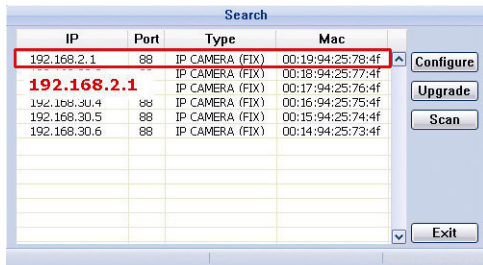 Search
IP Port Type Mac
192.168.2.1 88 IP CAMERA (FIX) 00:19:94:25:78:4f Configure
88 IP CAMERA (FIX) 00:18:94:25:77:4f
192.168.2.1 88 IP CAMERA (FIX) 00:17:94:25:76:4f Upgrade
192.168.30.4 88 IP CAMERA (FIX) 00:16:94:25:75:4f
192.168.30.5 88 IP CAMERA (FIX) 00:15:94:25:74:4f Scan
192.168.30.6 88 IP CAMERA (FIX) 00:14:94:25:73:4f
Exit